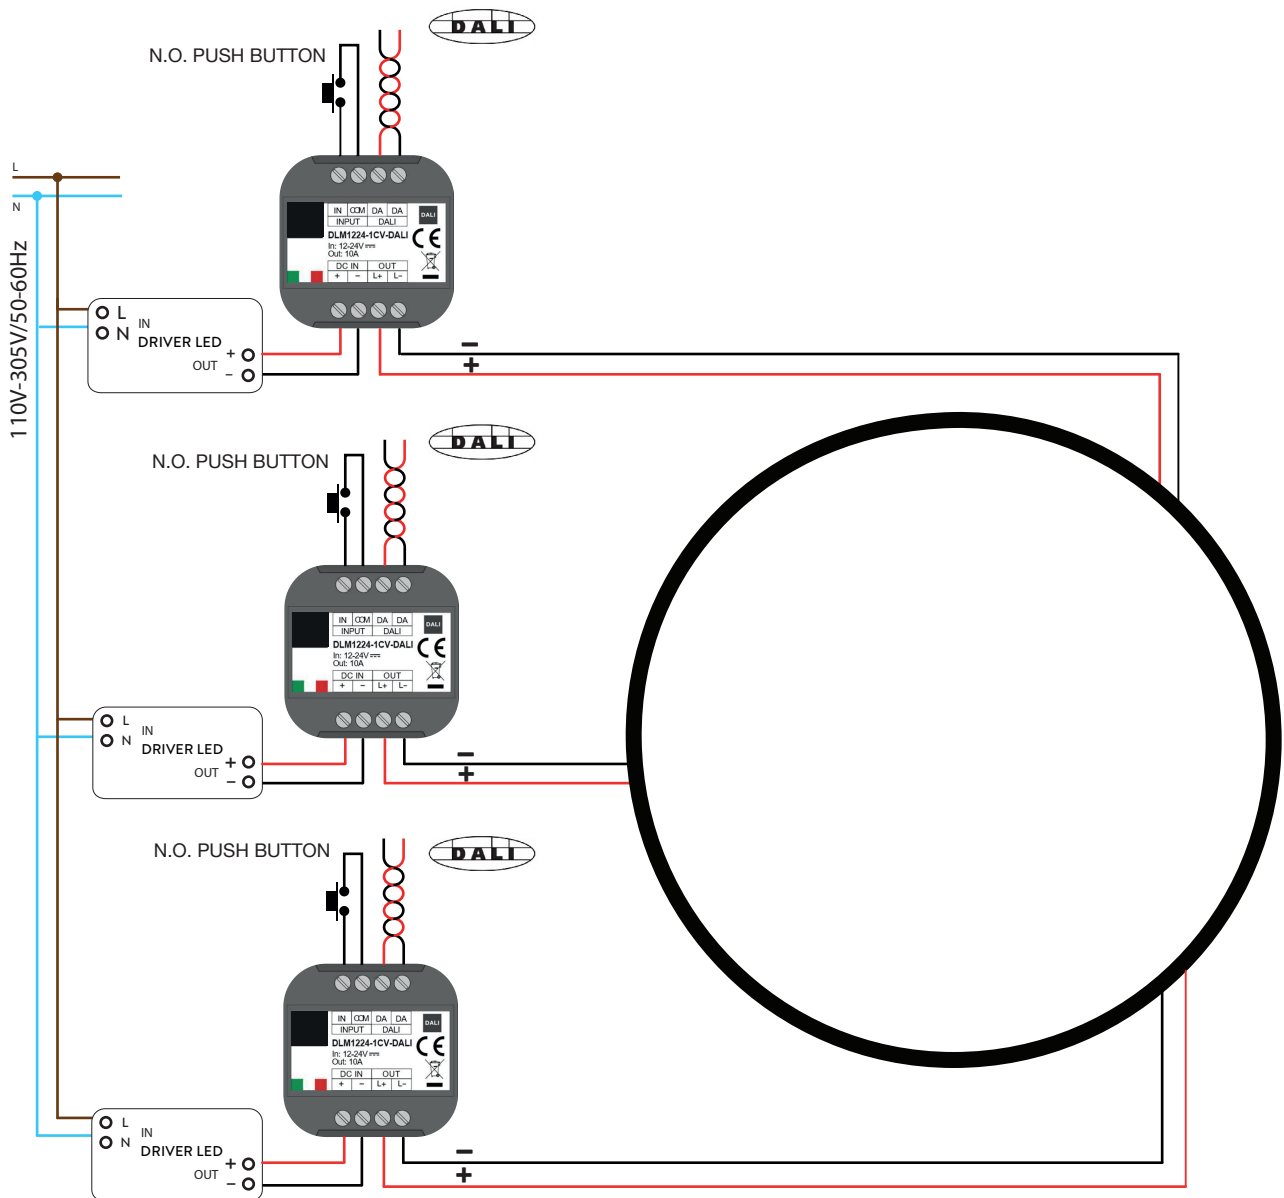 DALI
N.O. PUSH BUTTON
L
N
110V-305V/50-60Hz
IN COM DA DA
INPUT DALI
DALI
DLM1224-1CV-DALI
CE
In: 12-24V
Out: 10A
DC IN OUT
+ − L+ L−
L
IN
N
DRIVER LED
+
OUT
−
−
+
DALI
N.O. PUSH BUTTON
IN COM DA DA
INPUT DALI
DALI
DLM1224-1CV-DALI
CE
In: 12-24V
Out: 10A
DC IN OUT
+ − L+ L−
L
IN
N
DRIVER LED
+
OUT
−
−
+
DALI
N.O. PUSH BUTTON
IN COM DA DA
INPUT DALI
DALI
DLM1224-1CV-DALI
CE
In: 12-24V
Out: 10A
DC IN OUT
+ − L+ L−
L
IN
N
DRIVER LED
+
OUT
−
−
+